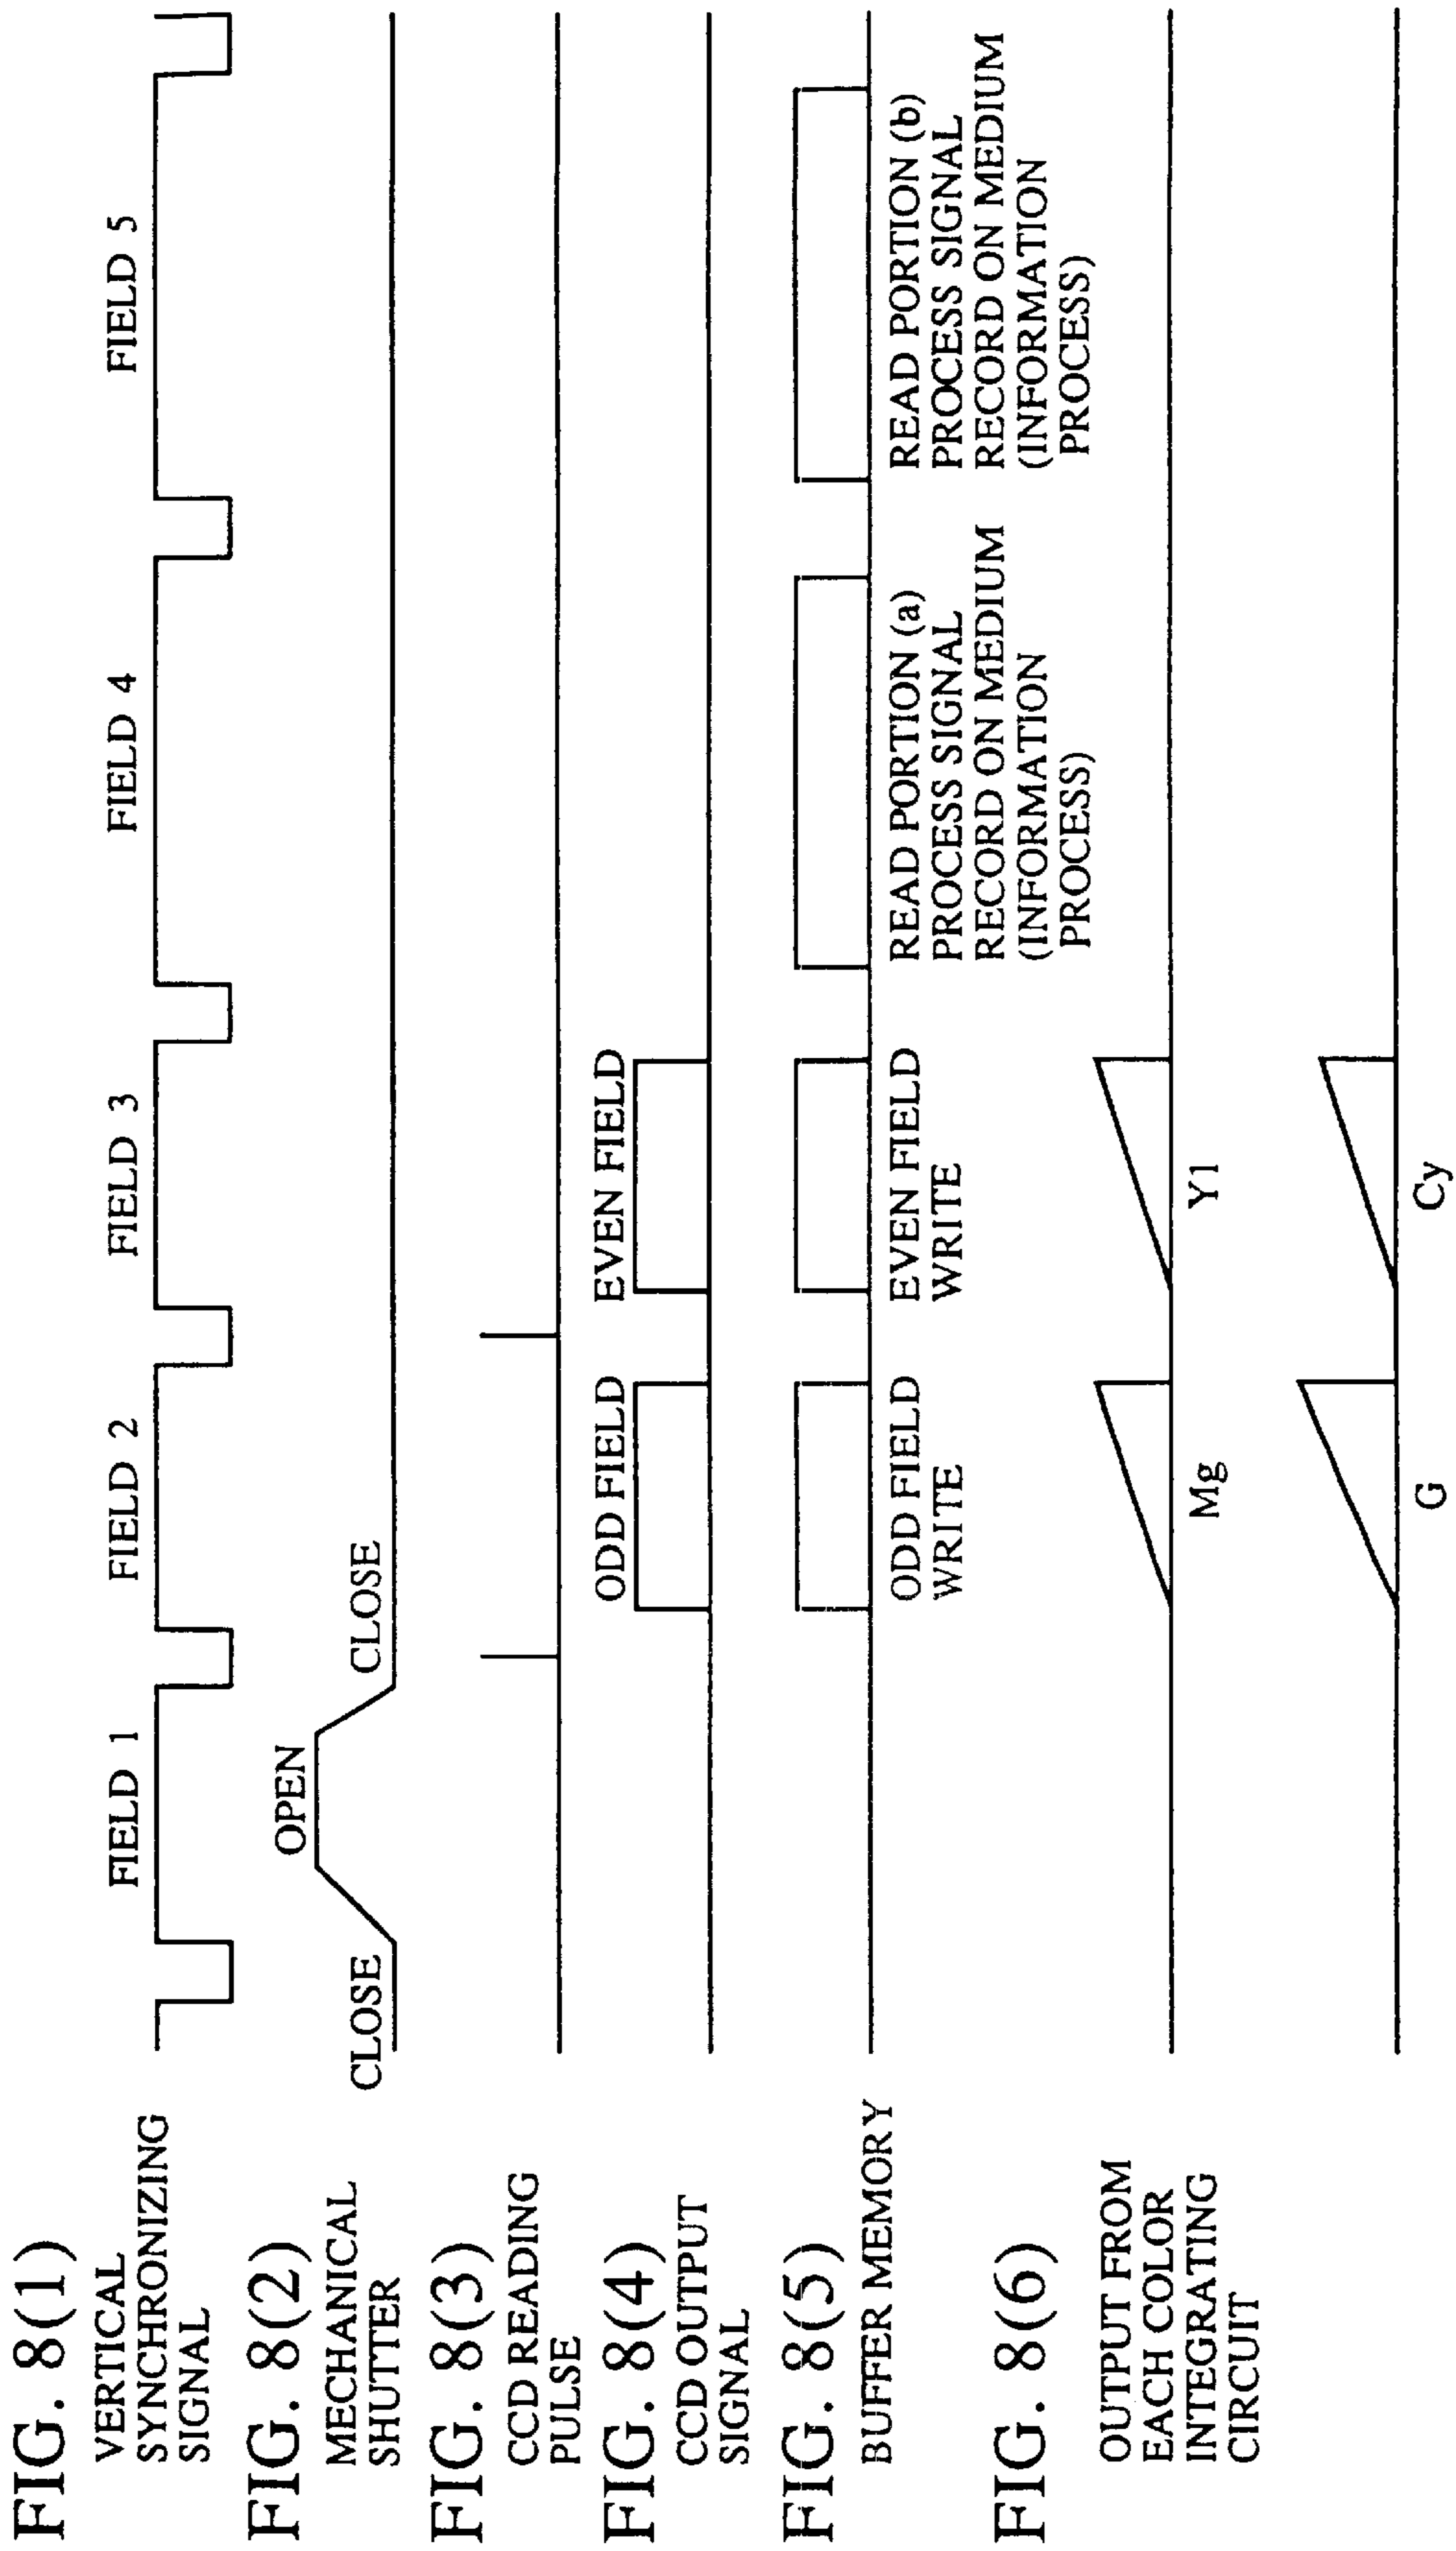 FIG. 8(1)
VERTICAL
SYNCHRONIZING
SIGNAL
FIELD 1
FIELD 2
FIELD 3
FIELD 4
FIELD 5
FIG. 8(2)
MECHANICAL
SHUTTER
CLOSE
OPEN
CLOSE
FIG. 8(3)
CCD READING
PULSE
FIG. 8(4)
CCD OUTPUT
SIGNAL
ODD FIELD
EVEN FIELD
FIG. 8(5)
BUFFER MEMORY
ODD FIELD
WRITE
EVEN FIELD
WRITE
READ PORTION (a)
PROCESS SIGNAL
RECORD ON MEDIUM
(INFORMATION
PROCESS)
READ PORTION (b)
PROCESS SIGNAL
RECORD ON MEDIUM
(INFORMATION
PROCESS)
FIG. 8(6)
OUTPUT FROM
EACH COLOR
INTEGRATING
CIRCUIT
Mg
Yl
G
Cy